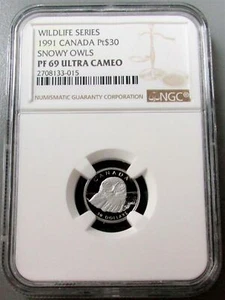 WILDLIFE SERIES
1991 CANADA Pt$30
SNOWY OWLS
PF 69 ULTRA CAMEO
2708133-015
NUMISMATIC GUARANTY CORPORATION
NGC
CANADA
30 DOLLARS